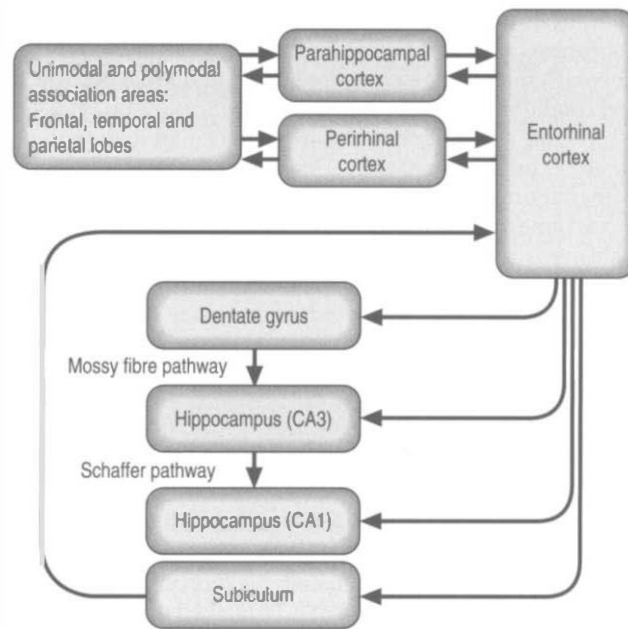 Unimodal and polymodal
association areas:
Frontal, temporal and
parietal lobes
Parahippocampal
cortex
Perirhinal
cortex
Entorhinal
cortex
Dentate gyrus
Mossy fibre pathway
Hippocampus (CA3)
Schaffer pathway
Hippocampus (CA1)
Subiculum